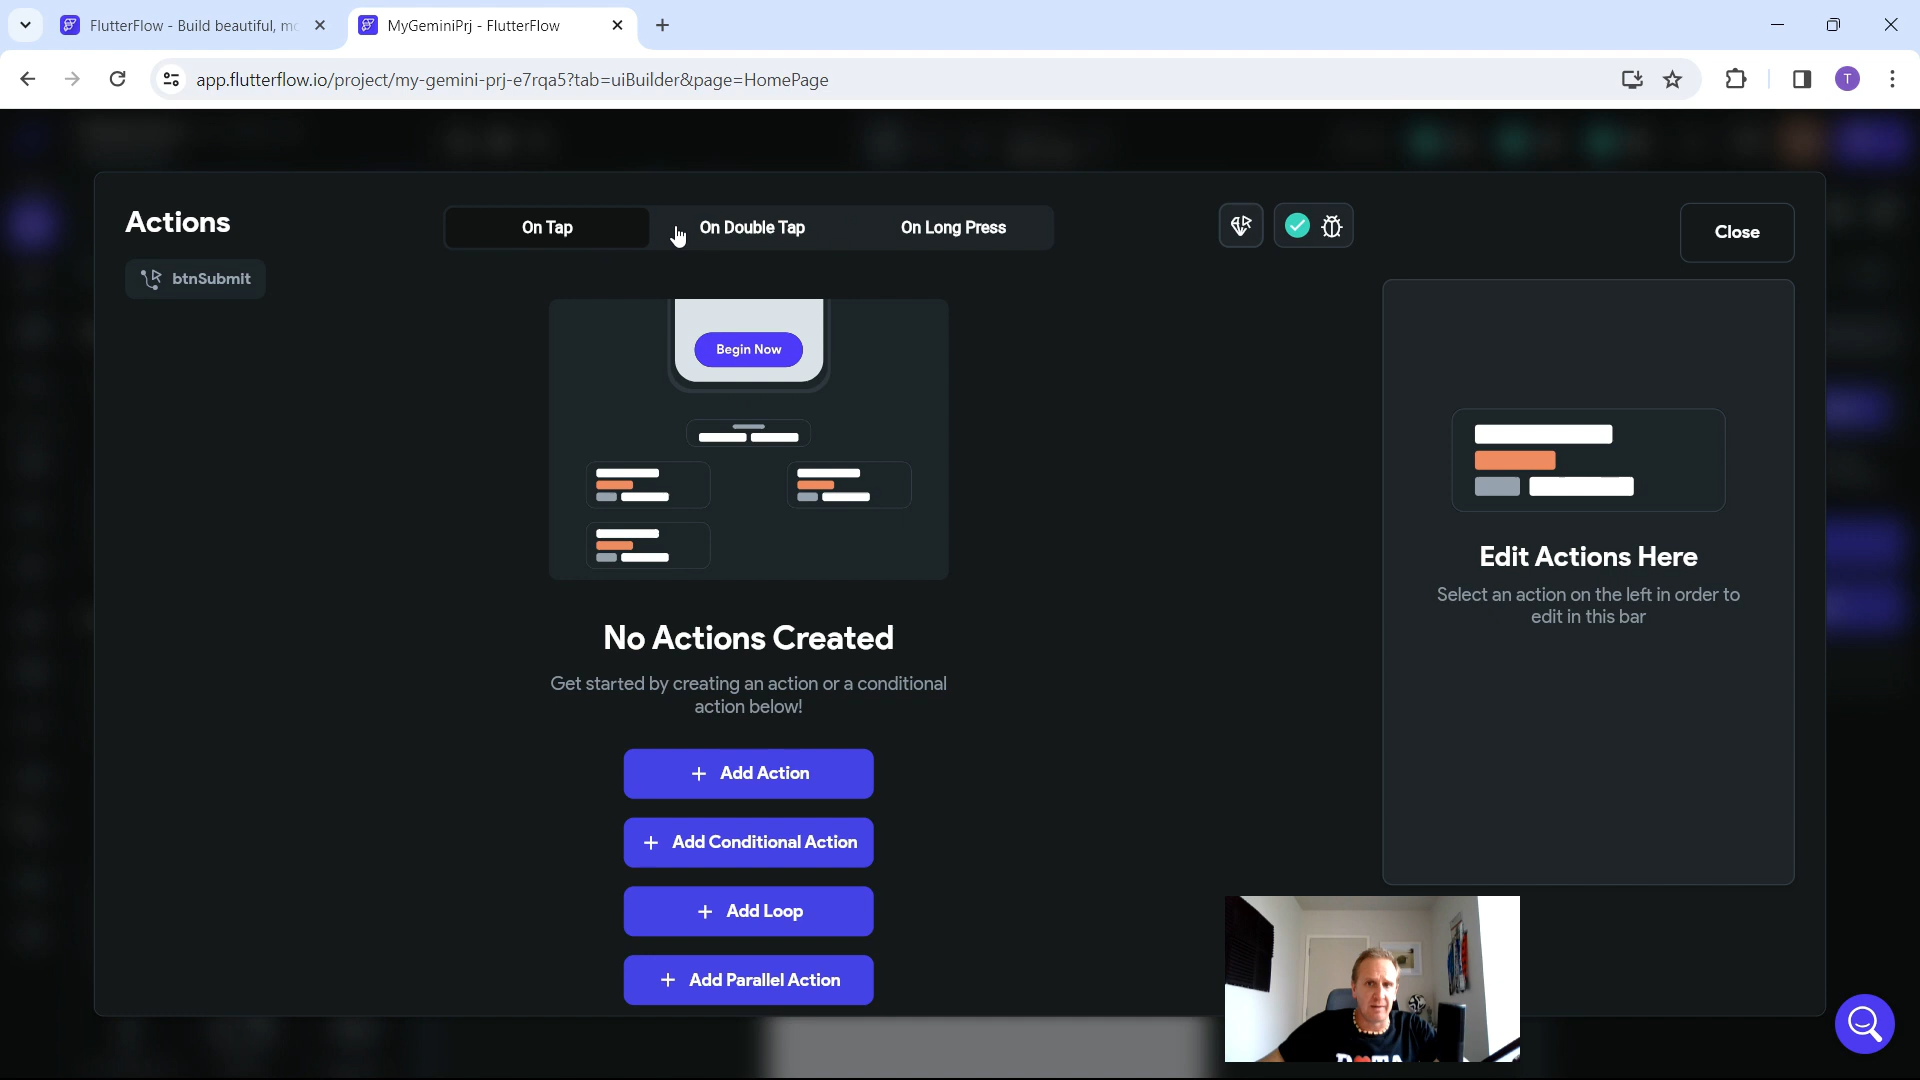 FlutterFlow - Build beautiful, mo
MyGeminiPrj - FlutterFlow
app.flutterflow.io/project/my-gemini-prj-e7rqa5?tab=uiBuilder&page=HomePage
T
Actions
On Tap
On Double Tap
On Long Press
Close
btnSubmit
Begin Now
Edit Actions Here
Select an action on the left in order to
edit in this bar
No Actions Created
Get started by creating an action or a conditional
action below!
+ Add Action
+ Add Conditional Action
+ Add Loop
+ Add Parallel Action